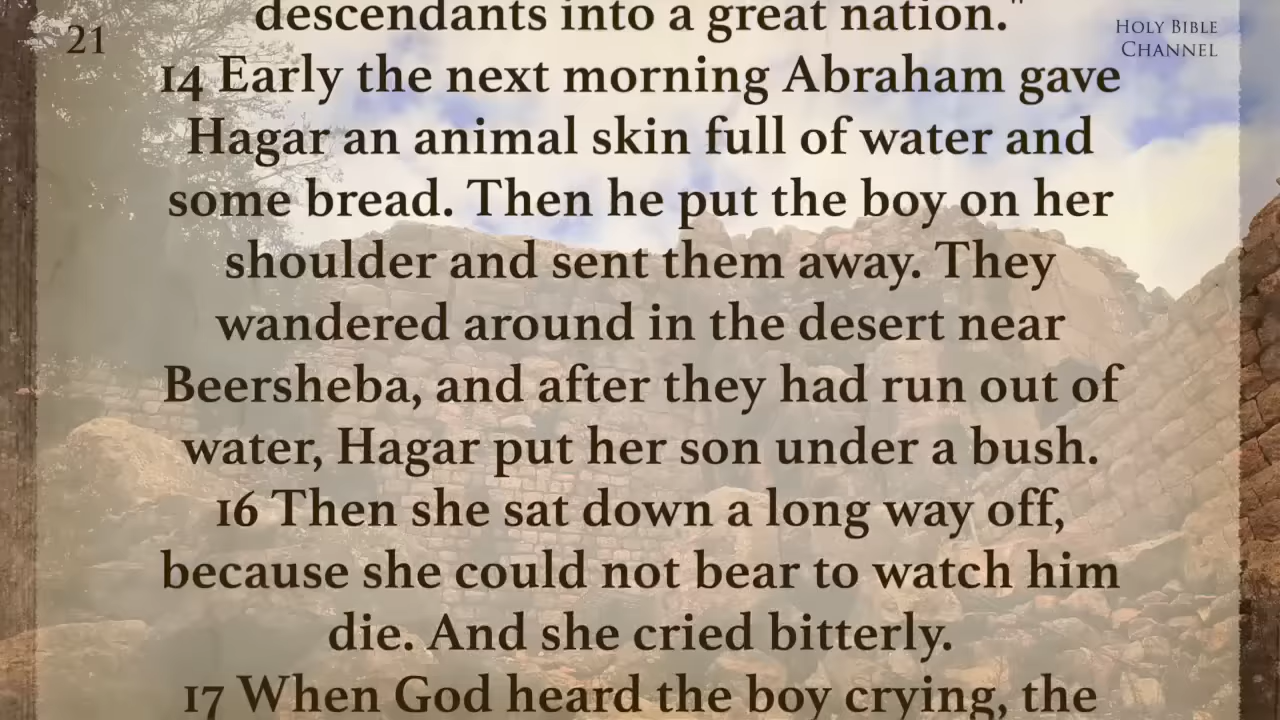 descendants into a great nation."
21
HOLY BIBLE
CHANNEL
14 Early the next morning Abraham gave
Hagar an animal skin full of water and
some bread. Then he put the boy on her
shoulder and sent them away. They
wandered around in the desert near
Beersheba, and after they had run out of
water, Hagar put her son under a bush.
16 Then she sat down a long way off,
because she could not bear to watch him
die. And she cried bitterly.
17 When God heard the boy crying, the